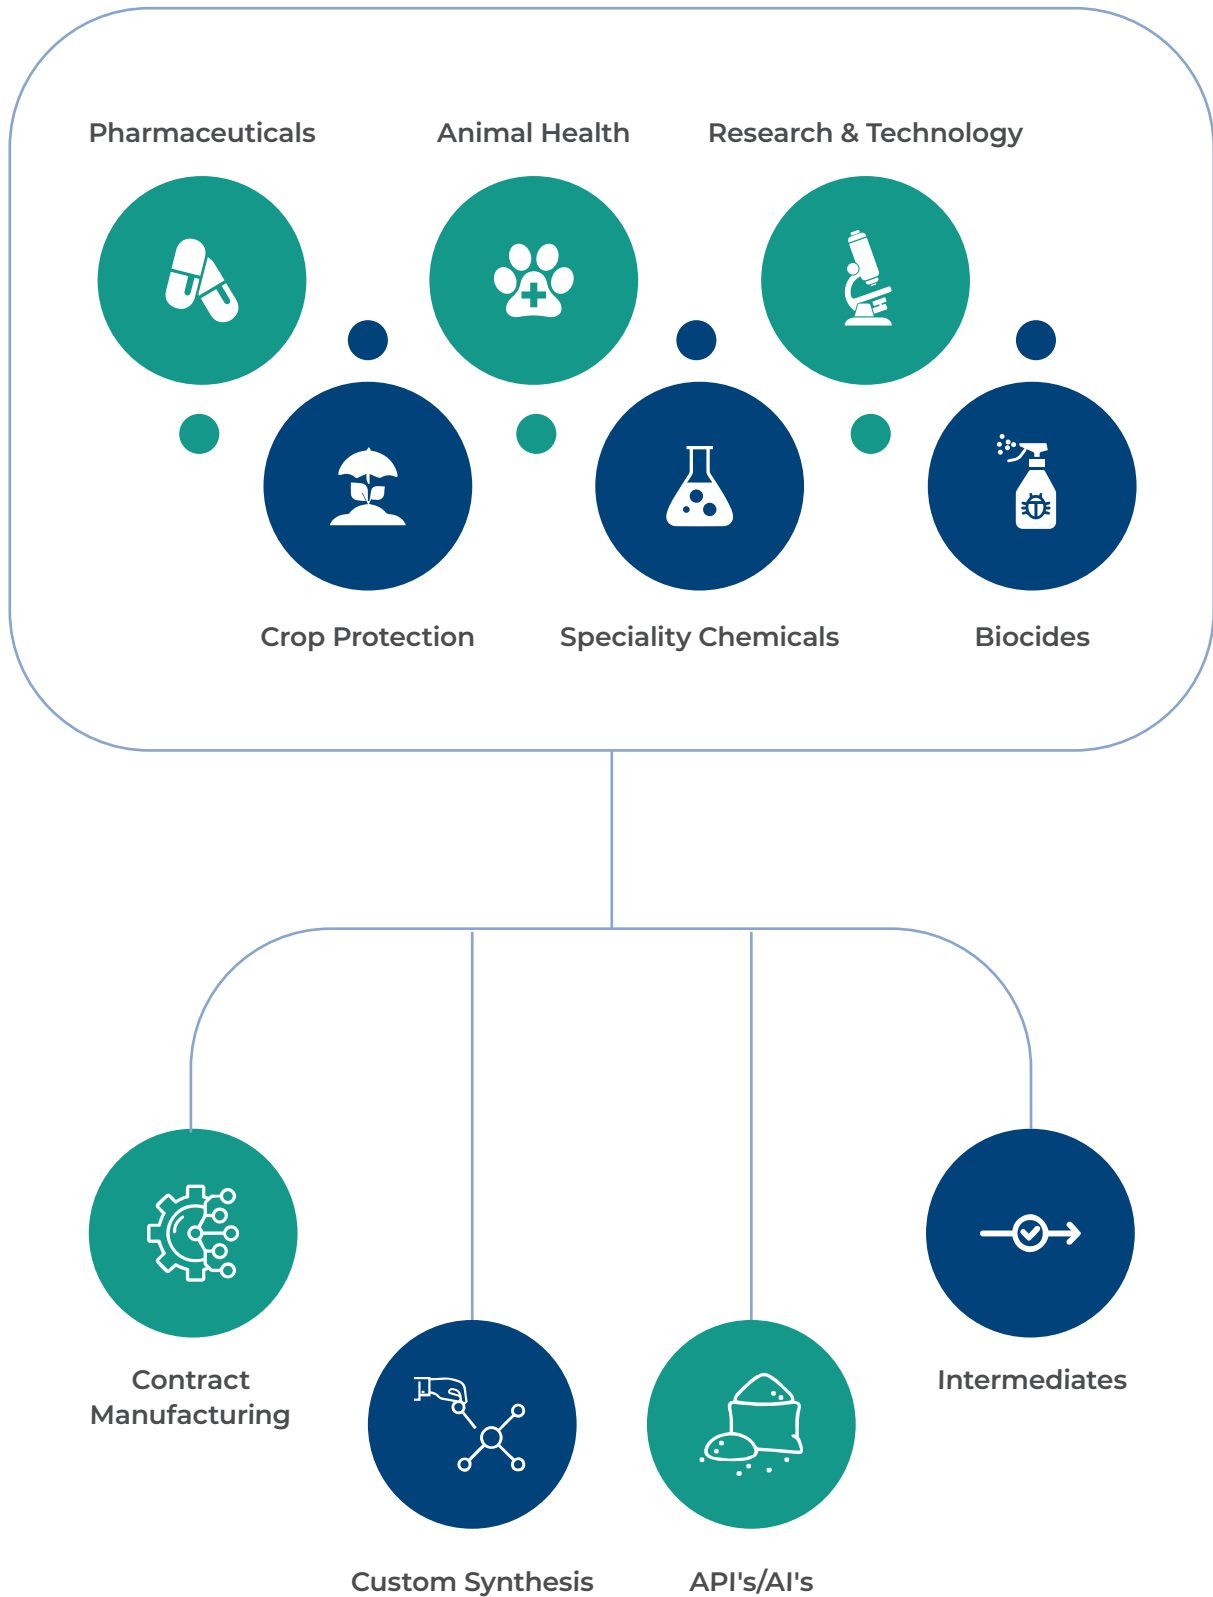 Pharmaceuticals
Animal Health
Research & Technology
Crop Protection
Speciality Chemicals
Biocides
Contract
Manufacturing
Intermediates
Custom Synthesis
API's/AI's